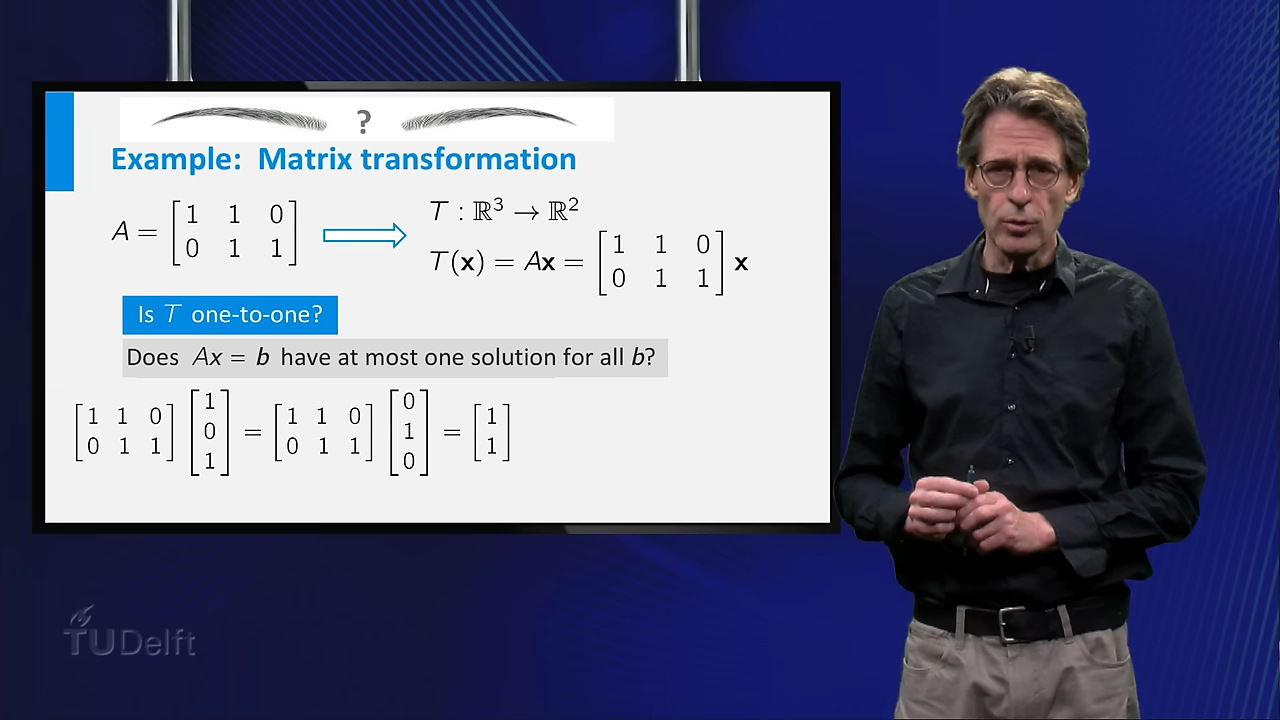 ?
Example: Matrix transformation
A = [1 1 0; 0 1 1] ⟹ T : ℝ³ → ℝ²
T(x) = Ax = [1 1 0; 0 1 1] x
Is T one-to-one?
Does Ax = b have at most one solution for all b?
[1 1 0; 0 1 1] [1; 0; 1] = [1 1 0; 0 1 1] [0; 1; 0] = [1; 1]
TUDelft